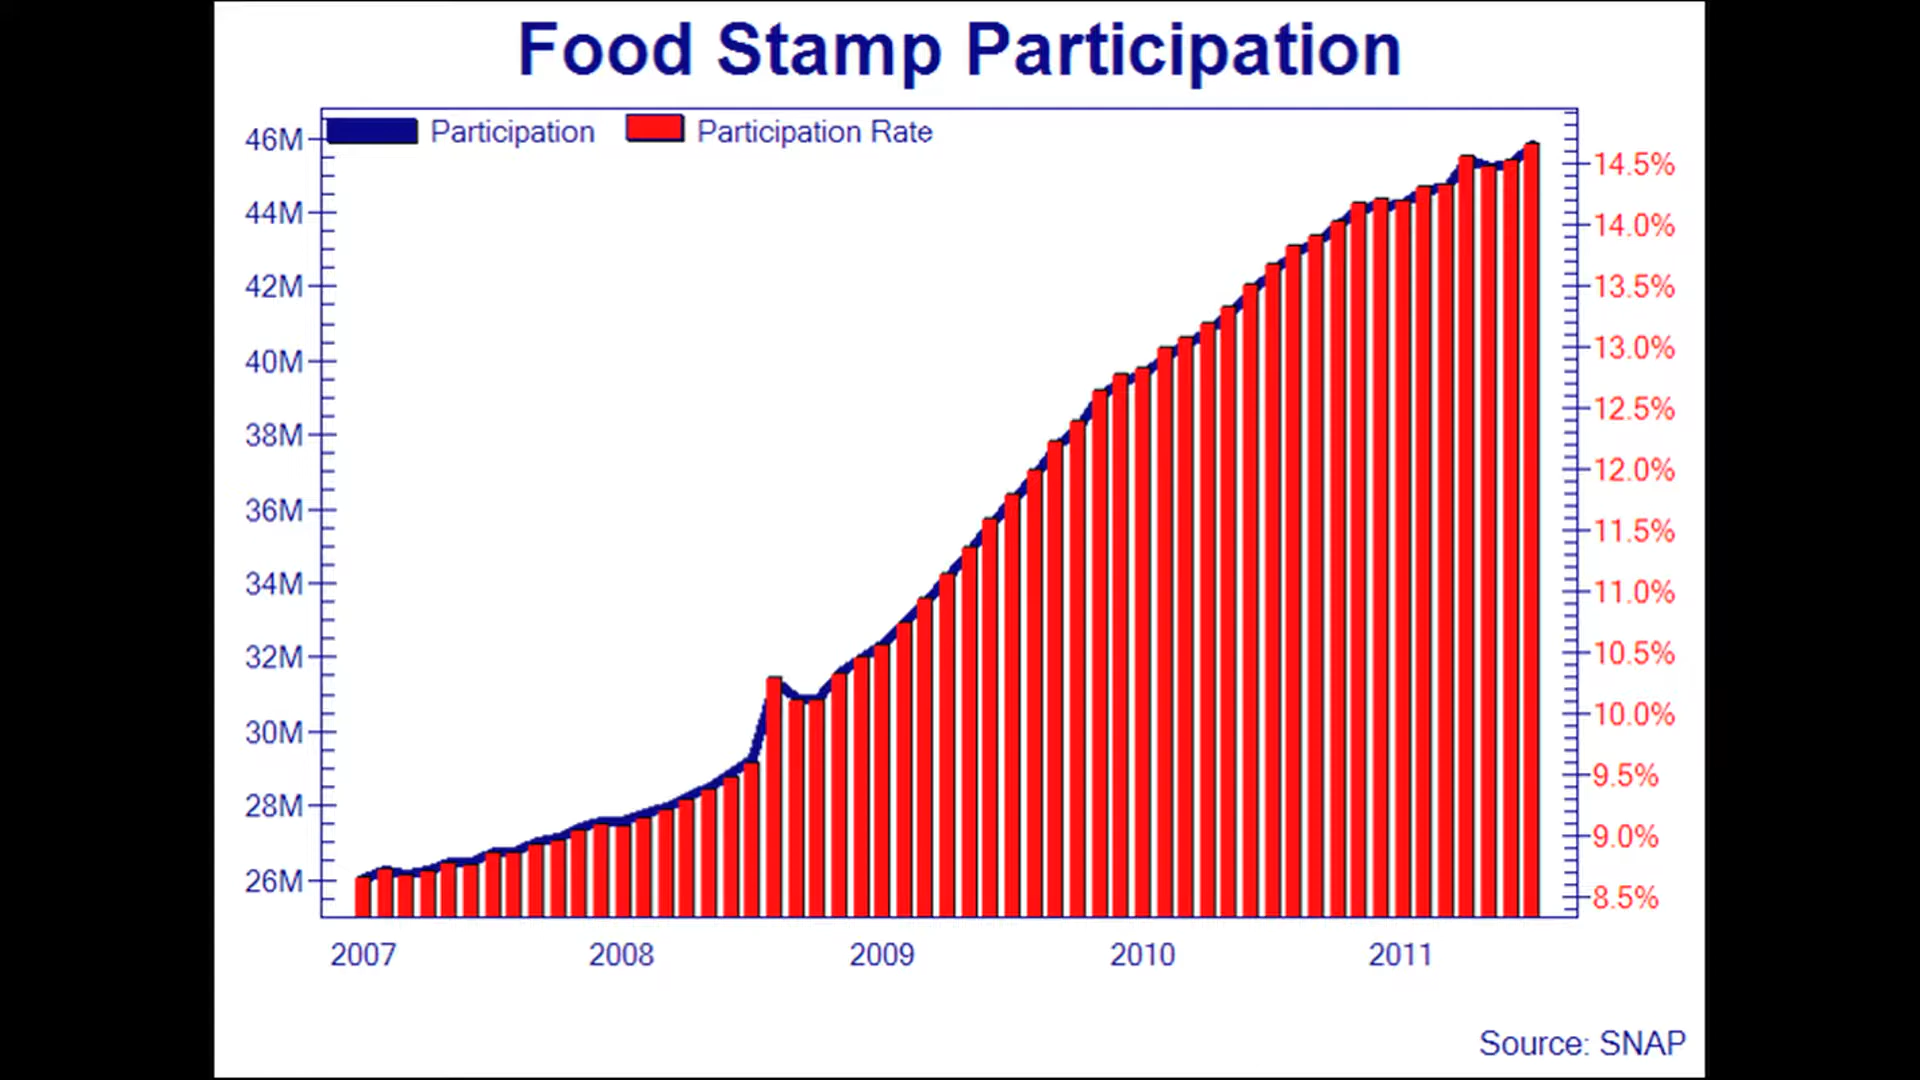 Food Stamp Participation
Participation
Participation Rate
46M
44M
42M
40M
38M
36M
34M
32M
30M
28M
26M
14.5%
14.0%
13.5%
13.0%
12.5%
12.0%
11.5%
11.0%
10.5%
10.0%
9.5%
9.0%
8.5%
2007 2008 2009 2010 2011
Source: SNAP